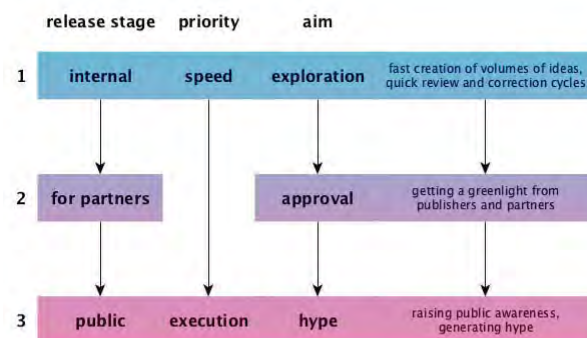 release stage priority aim
1 internal speed exploration fast creation of volumes of ideas,
quick review and correction cycles
2 for partners approval getting a greenlight from
publishers and partners
3 public execution hype raising public awareness,
generating hype